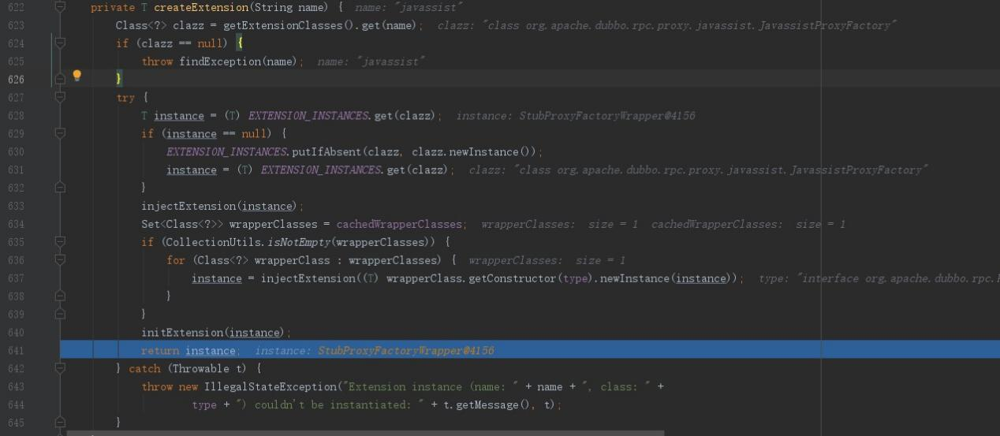 622 private T createExtension(String name) { name: "javassist"
623 Class<?> clazz = getExtensionClasses().get(name); clazz: "class org.apache.dubbo.rpc.proxy.javassist.JavassistProxyFactory"
624 if (clazz == null) {
625 throw findException(name); name: "javassist"
626 }
627 try {
628 T instance = (T) EXTENSION_INSTANCES.get(clazz); instance: StubProxyFactoryWrapper@4156
629 if (instance == null) {
630 EXTENSION_INSTANCES.putIfAbsent(clazz, clazz.newInstance());
631 instance = (T) EXTENSION_INSTANCES.get(clazz); clazz: "class org.apache.dubbo.rpc.proxy.javassist.JavassistProxyFactory"
632 }
633 injectExtension(instance);
634 Set<Class<?>> wrapperClasses = cachedWrapperClasses; wrapperClasses: size = 1 cachedWrapperClasses: size = 1
635 if (CollectionUtils.isNotEmpty(wrapperClasses)) {
636 for (Class<?> wrapperClass : wrapperClasses) { wrapperClasses: size = 1
637 instance = injectExtension((T) wrapperClass.getConstructor(type).newInstance(instance)); type: "interface org.apache.dubbo.rpc.
638 }
639 }
640 initExtension(instance);
641 return instance; instance: StubProxyFactoryWrapper@4156
642 } catch (Throwable t) {
643 throw new IllegalStateException("Extension instance (name: " + name + ", class: " +
644 type + ") couldn't be instantiated: " + t.getMessage(), t);
645 }